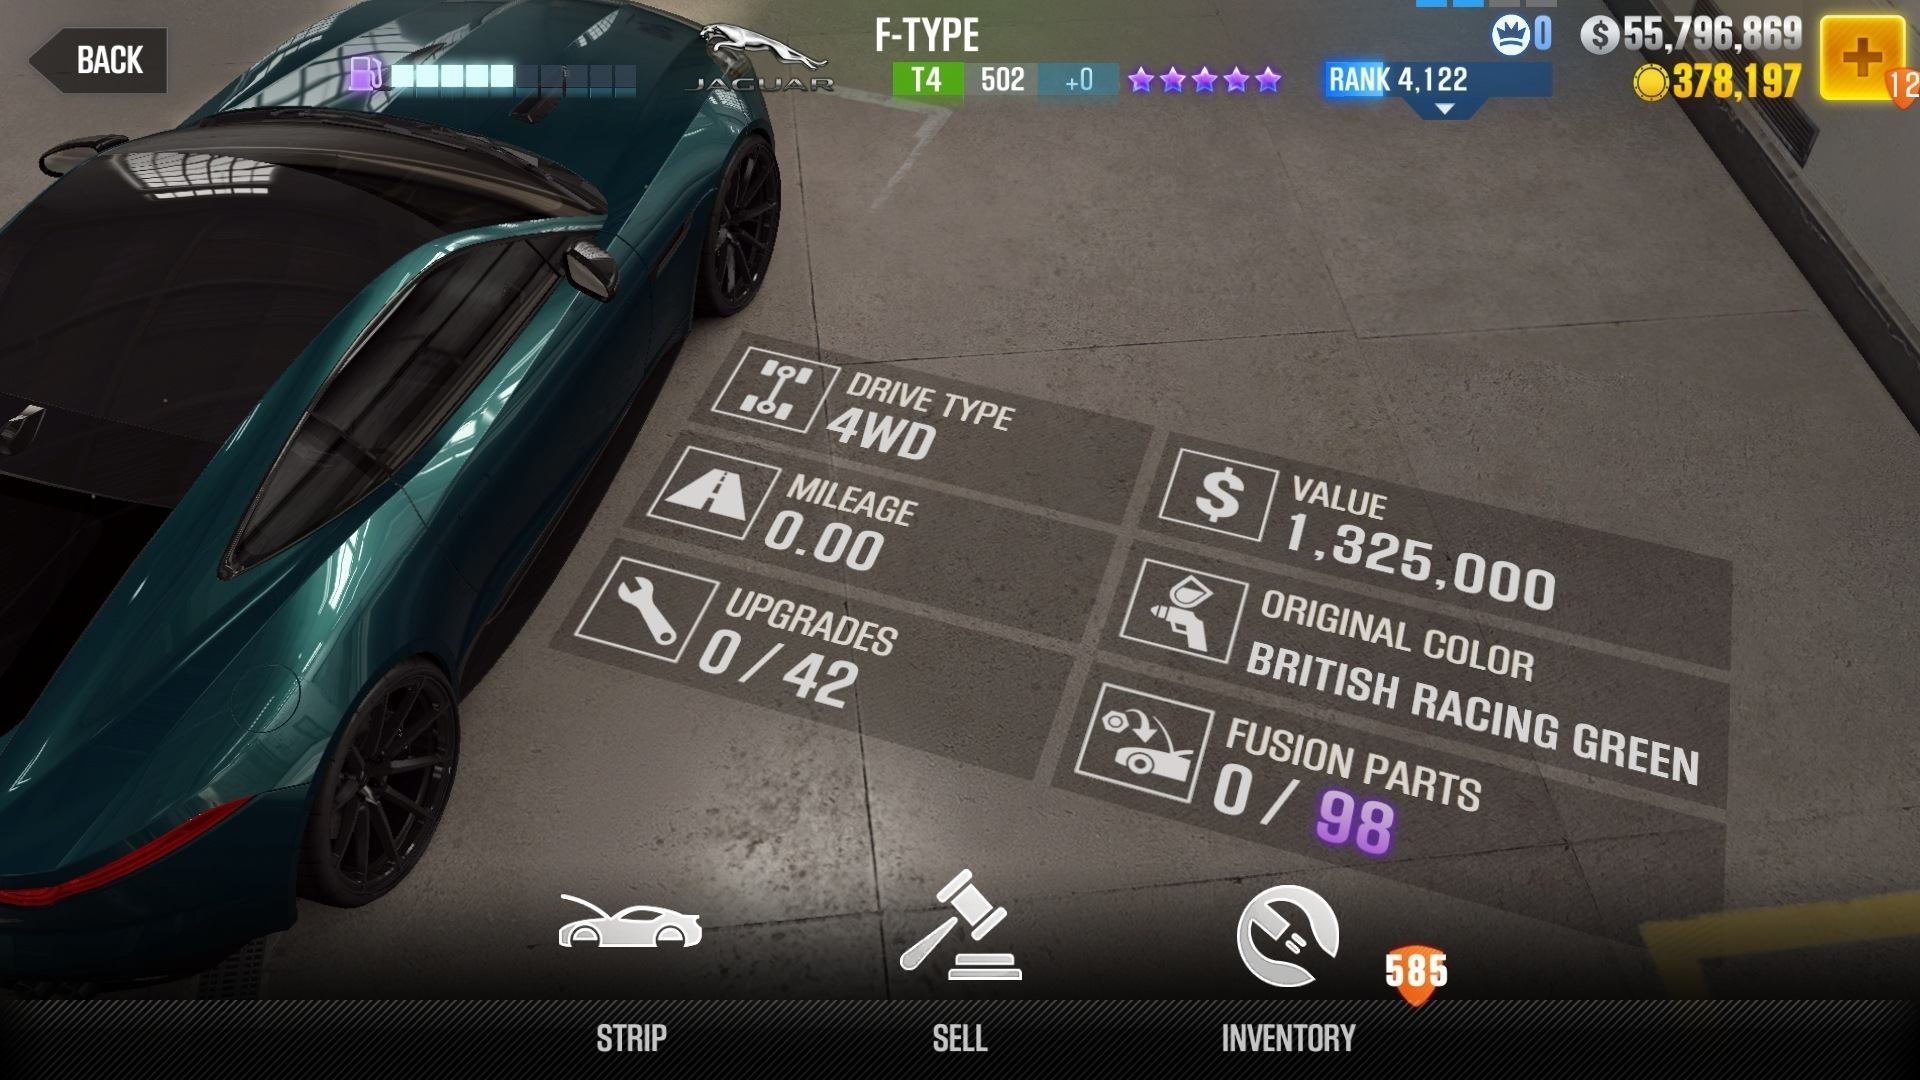 BACK
JAGUAR
F-TYPE
T4 502 +0
RANK 4,122
0
$ 55,796,869
378,197
+
12
DRIVE TYPE
4WD
MILEAGE
0.00
UPGRADES
0 / 42
$
VALUE
1,325,000
ORIGINAL COLOR
BRITISH RACING GREEN
FUSION PARTS
0 / 98
585
STRIP
SELL
INVENTORY